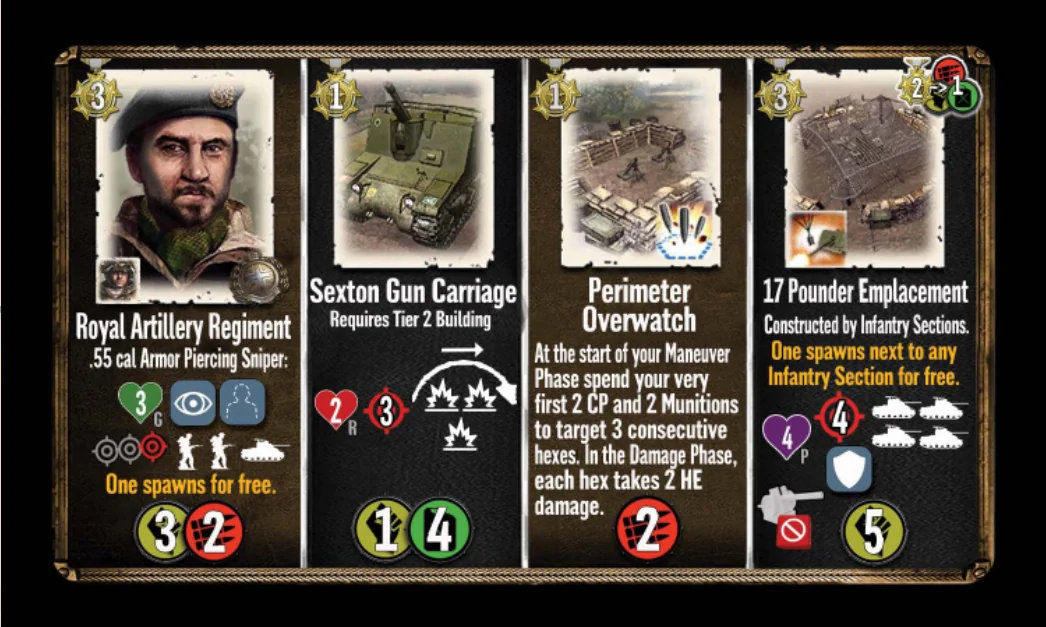 3
Royal Artillery Regiment
.55 cal Armor Piercing Sniper:
3
G
One spawns for free.
3 2
1
Sexton Gun Carriage
Requires Tier 2 Building
2
R
3
1 4
1
Perimeter
Overwatch
At the start of your Maneuver
Phase spend your very
first 2 CP and 2 Munitions
to target 3 consecutive
hexes. In the Damage Phase,
each hex takes 2 HE
damage.
2
3
2->1
17 Pounder Emplacement
Constructed by Infantry Sections.
One spawns next to any
Infantry Section for free.
4
P
4
5